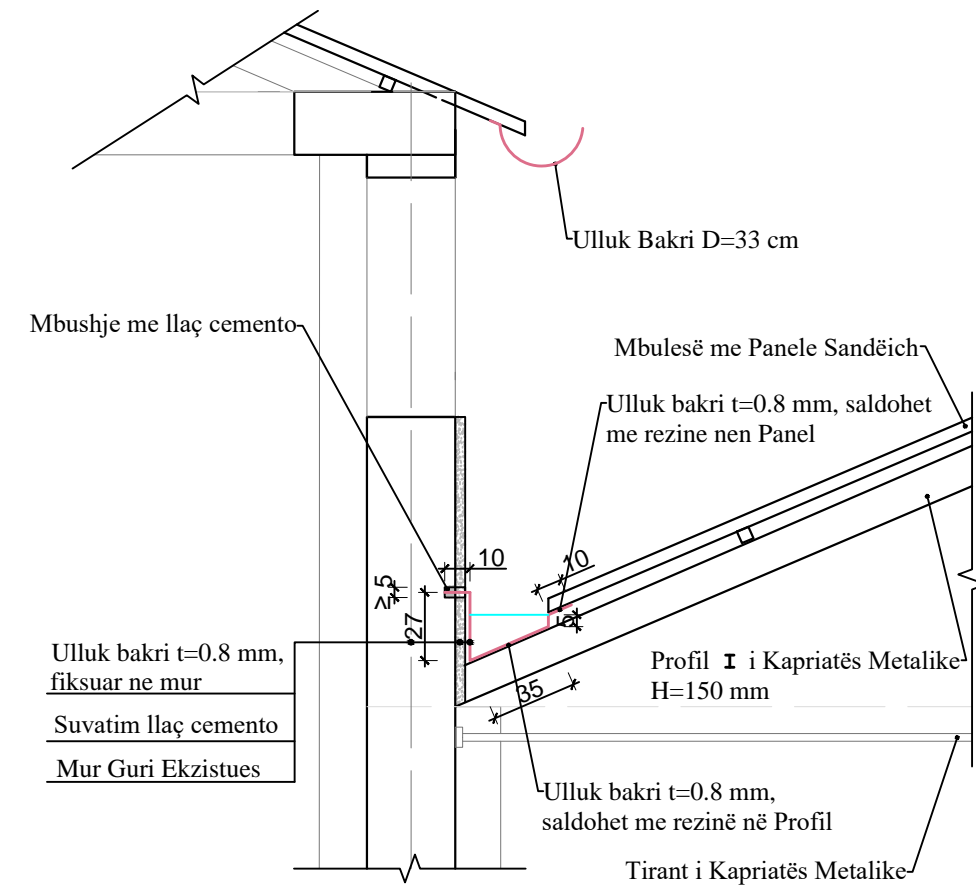 Ulluk Bakri D=33 cm
Mbushje me llaç cemento
Mbulesë me Panele Sandëich
Ulluk bakri t=0.8 mm, saldohet
me rezine nen Panel
10
10
≥ 5
27
5
35
Ulluk bakri t=0.8 mm,
fiksuar ne mur
Suvatim llaç cemento
Mur Guri Ekzistues
Profil I i Kapriatës Metalike
H=150 mm
Ulluk bakri t=0.8 mm,
saldohet me rezinë në Profil
Tirant i Kapriatës Metalike